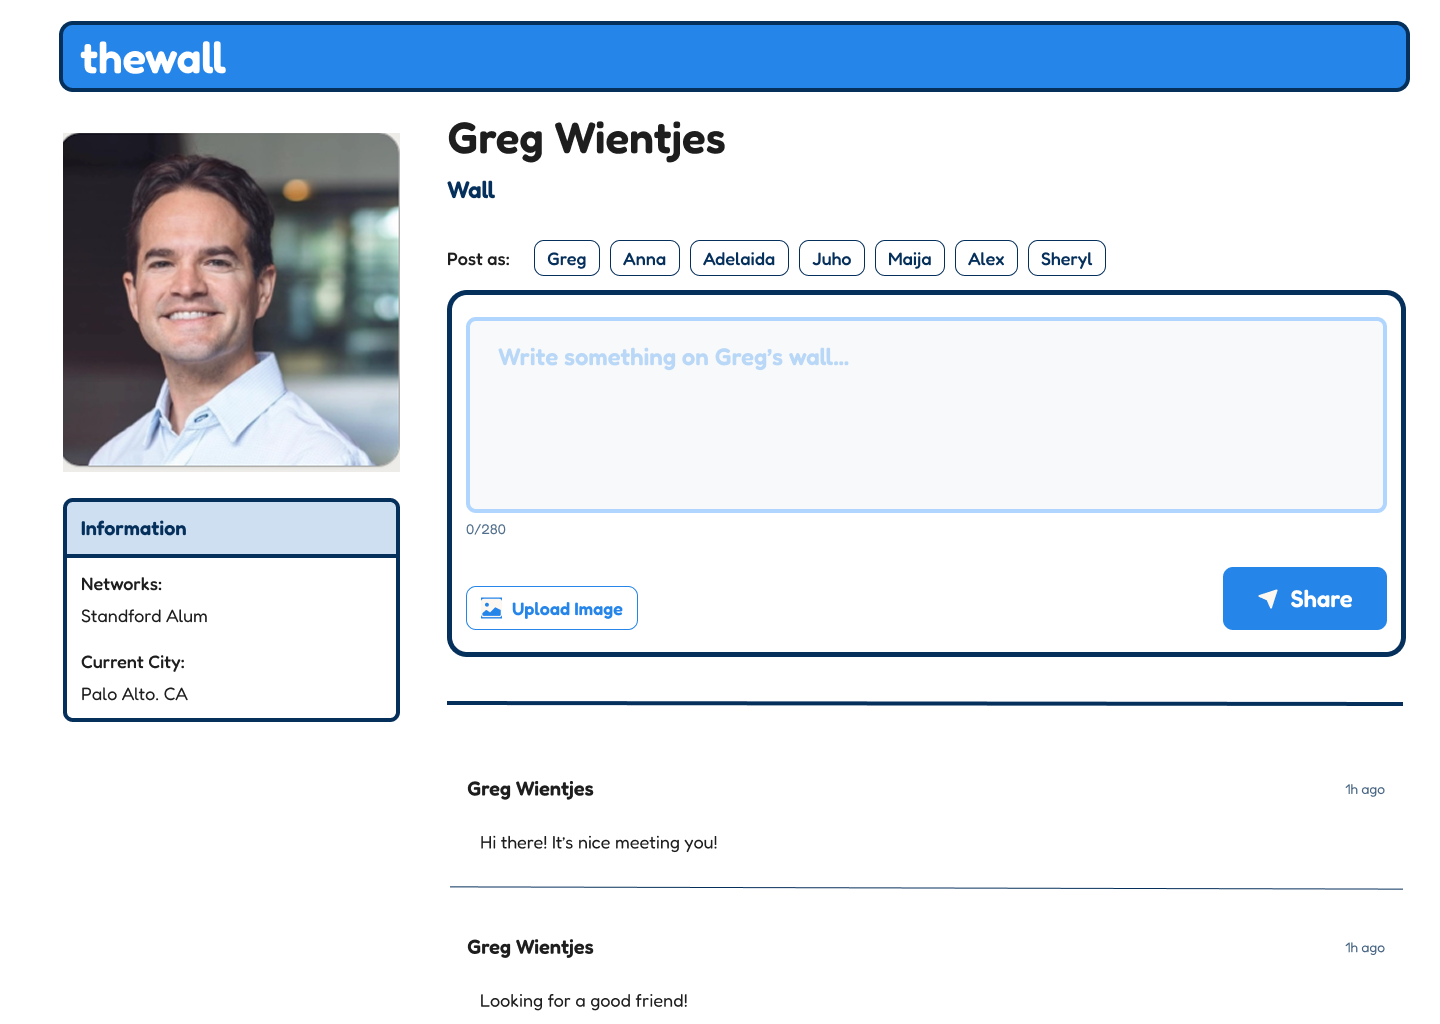 thewall
Greg Wientjes
Wall
Post as: Greg Anna Adelaida Juho Maija Alex Sheryl
Write something on Greg's wall...
0/280
Upload Image
Share
Information
Networks:
Standford Alum
Current City:
Palo Alto. CA
Greg Wientjes 1h ago
Hi there! It's nice meeting you!
Greg Wientjes 1h ago
Looking for a good friend!